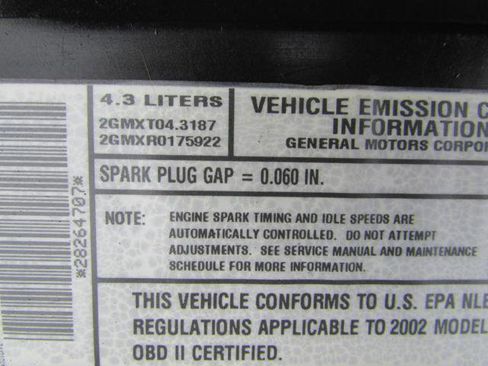 4.3 LITERS
2GMXT04.3187
2GMXR0175922
VEHICLE EMISSION C
INFORMATION
GENERAL MOTORS CORPOR
SPARK PLUG GAP = 0.060 IN.
NOTE: ENGINE SPARK TIMING AND IDLE SPEEDS ARE
AUTOMATICALLY CONTROLLED. DO NOT ATTEMPT
ADJUSTMENTS. SEE SERVICE MANUAL AND MAINTENANCE
SCHEDULE FOR MORE INFORMATION.
THIS VEHICLE CONFORMS TO U.S. EPA NLE
REGULATIONS APPLICABLE TO 2002 MODEL
OBD II CERTIFIED.
*28264707*